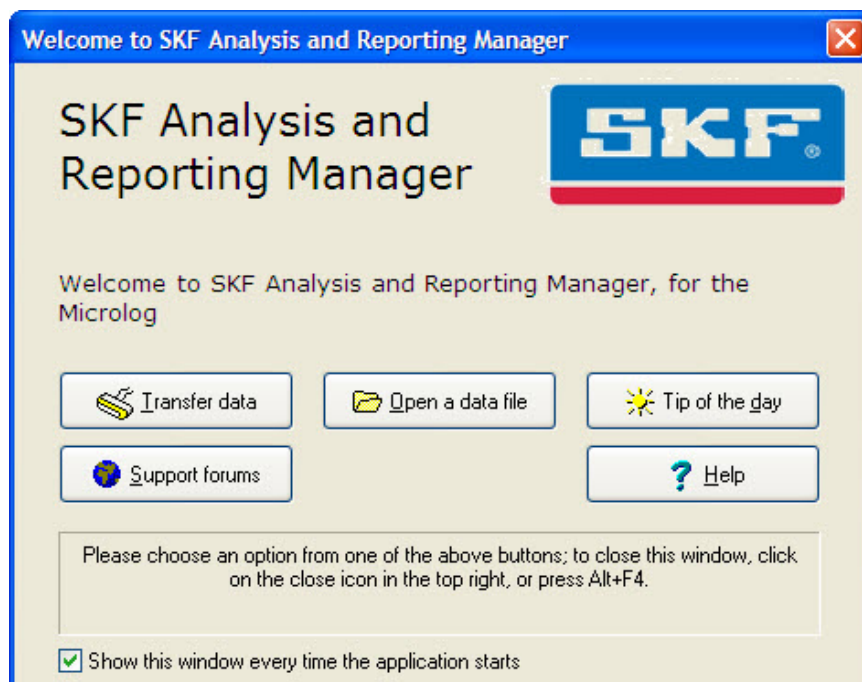 Welcome to SKF Analysis and Reporting Manager
SKF Analysis and
Reporting Manager
SKF®
Welcome to SKF Analysis and Reporting Manager, for the
Microlog
Transfer data
Open a data file
Tip of the day
Support forums
Help
Please choose an option from one of the above buttons; to close this window, click
on the close icon in the top right, or press Alt+F4.
Show this window every time the application starts